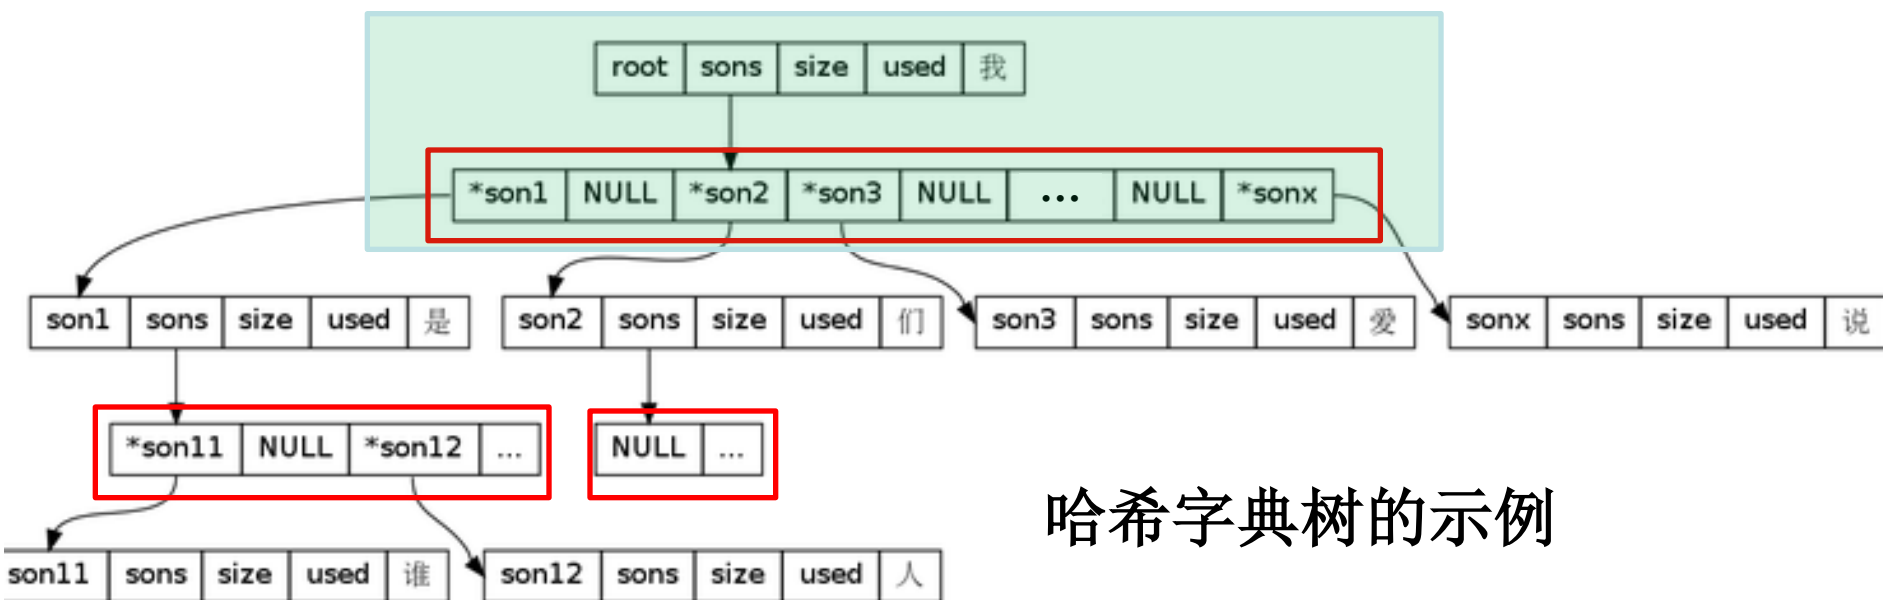 root sons size used 我
*son1 NULL *son2 *son3 NULL ... NULL *sonx
son1 sons size used 是
son2 sons size used 们
son3 sons size used 爱
sonx sons size used 说
*son11 NULL *son12 ...
NULL ...
哈希字典树的示例
son11 sons size used 谁
son12 sons size used 人